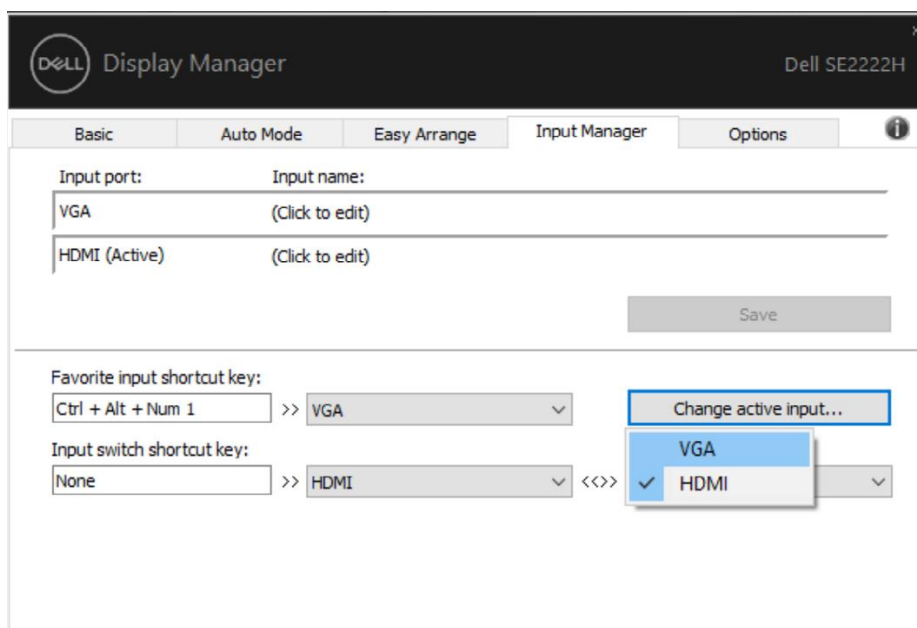 DELL Display Manager Dell SE2222H
Basic Auto Mode Easy Arrange Input Manager Options
Input port: Input name:
VGA (Click to edit)
HDMI (Active) (Click to edit)
Save
Favorite input shortcut key:
Ctrl + Alt + Num 1 >> VGA Change active input...
VGA
Input switch shortcut key:
None >> HDMI <<>> HDMI